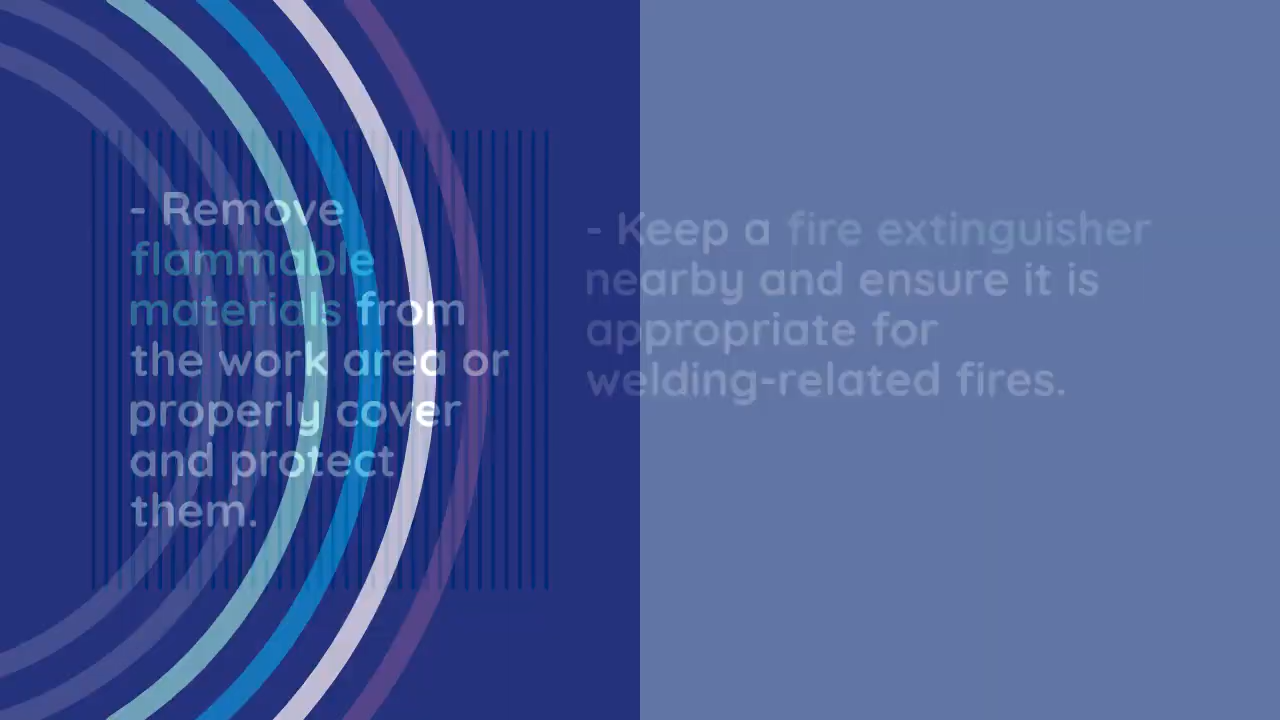 - Remove
flammable
materials from
the work area or
properly cover
and protect
them.
- Keep a fire extinguisher
nearby and ensure it is
appropriate for
welding-related fires.